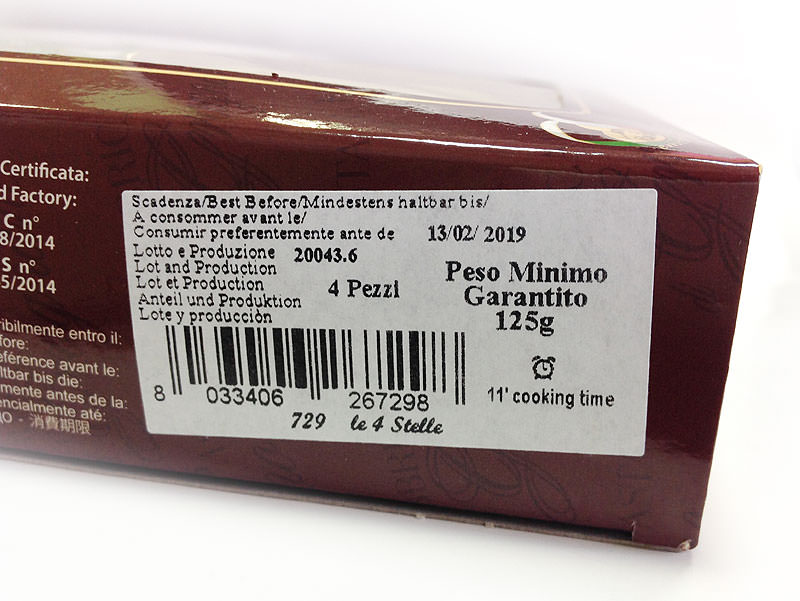 Certificata:
d Factory:
C n°
8/2014
S n°
5/2014
ribilmente entro il:
fore:
eférence avant le:
ltbar bis die:
mente antes de la:
encialmente até:
- 消費期限
Scadenza/Best Before/Mindestens haltbar bis/
A consommer avant le/
Consumir preferentemente ante de 13/02/ 2019
Lotto e Produzione 20043.6
Lot and Production
Lot et Production
Anteil und Produktion
Lote y producciòn
4 Pezzi
Peso Minimo
Garantito
125g
11' cooking time
8 033406 267298
729 le 4 Stelle